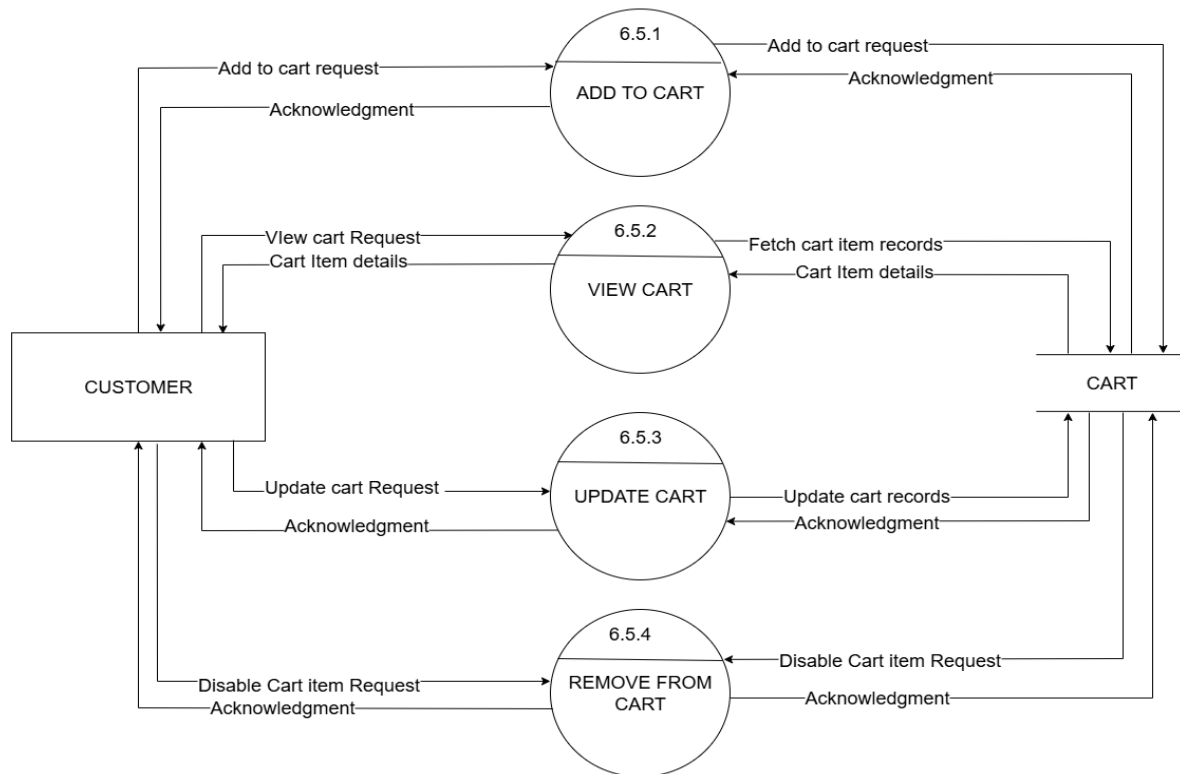 6.5.1
ADD TO CART
Add to cart request
Acknowledgment
Add to cart request
Acknowledgment
6.5.2
VIEW CART
VIew cart Request
Cart Item details
Fetch cart item records
Cart Item details
CUSTOMER
CART
6.5.3
UPDATE CART
Update cart Request
Acknowledgment
Update cart records
Acknowledgment
6.5.4
REMOVE FROM
CART
Disable Cart item Request
Acknowledgment
Disable Cart item Request
Acknowledgment